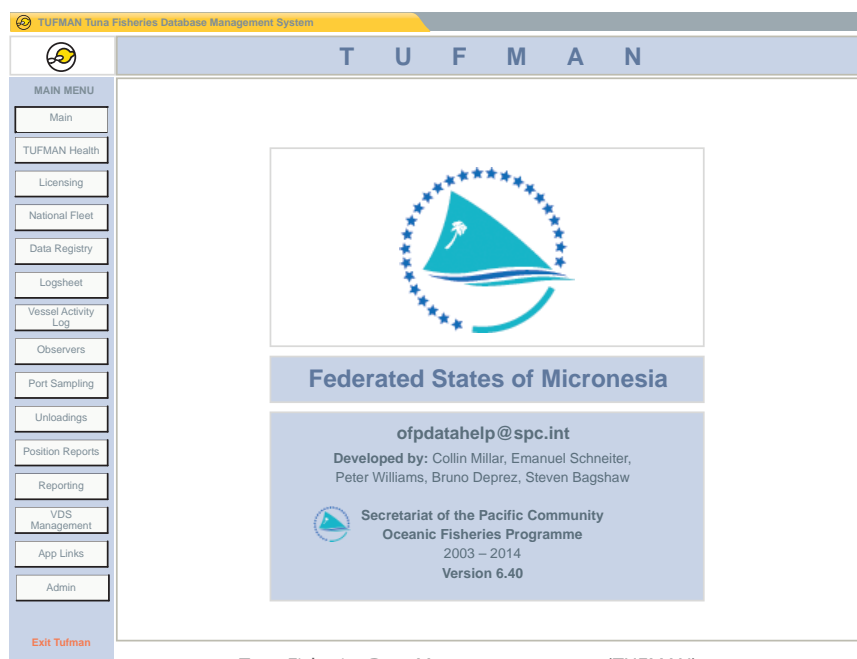 TUFMAN Tuna Fisheries Database Management System
T U F M A N
MAIN MENU
Main
TUFMAN Health
Licensing
National Fleet
Data Registry
Logsheet
Vessel Activity
Log
Observers
Port Sampling
Unloadings
Position Reports
Reporting
VDS
Management
App Links
Admin
Exit Tufman
Federated States of Micronesia
ofpdatahelp@spc.int
Developed by: Collin Millar, Emanuel Schneiter,
Peter Williams, Bruno Deprez, Steven Bagshaw
Secretariat of the Pacific Community
Oceanic Fisheries Programme
2003 – 2014
Version 6.40